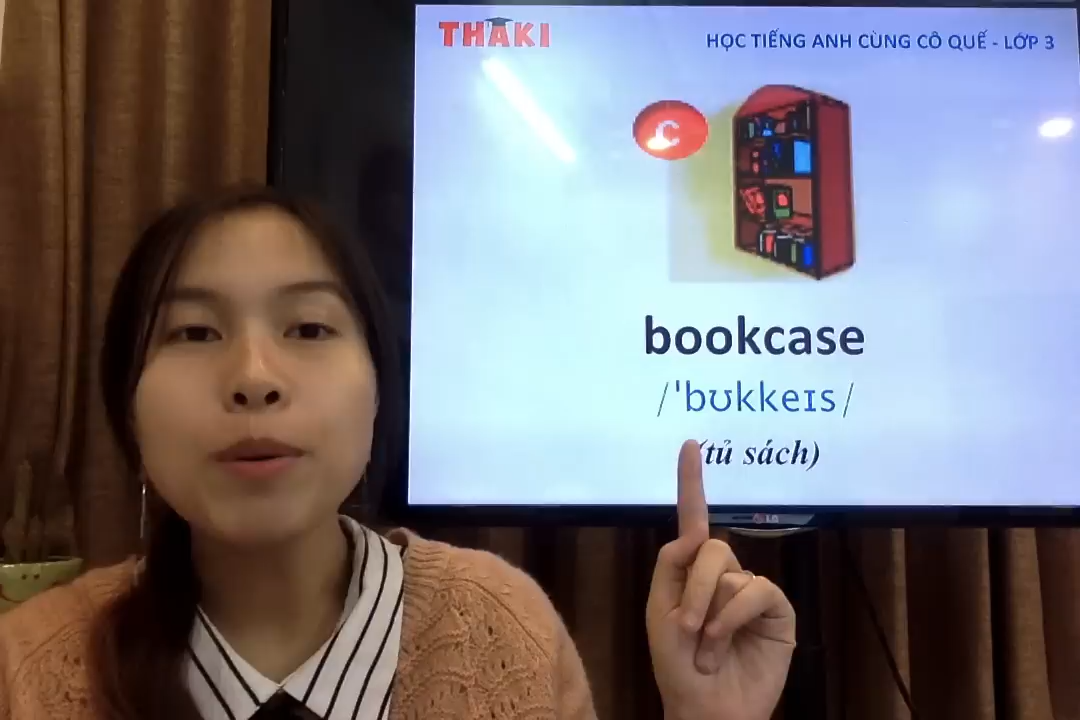 THAKI
HỌC TIẾNG ANH CÙNG CÔ QUẾ - LỚP 3
C
bookcase
/ˈbʊkkeɪs/
(tủ sách)
LG